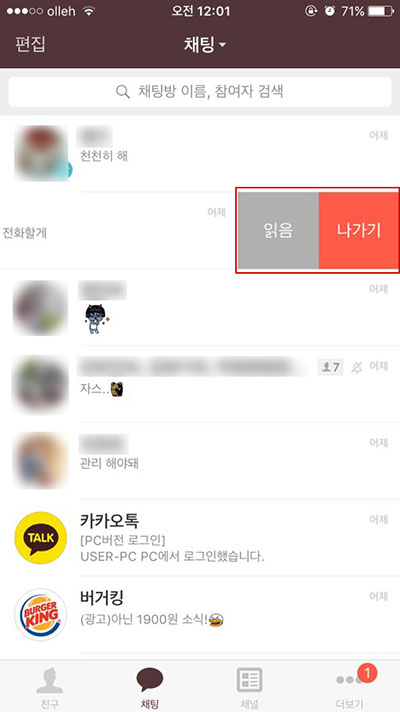 olleh 오전 12:01 71%
편집 채팅
채팅방 이름, 참여자 검색
어제
천천히 해
어제
전화할게
읽음 나가기
어제
7 어제
자스..
어제
관리 해야돼
TALK
카카오톡 어제
[PC버전 로그인]
USER-PC PC에서 로그인했습니다.
BURGER
KING
버거킹 어제
(광고)아닌 1900원 소식!
1
친구 채팅 채널 더보기